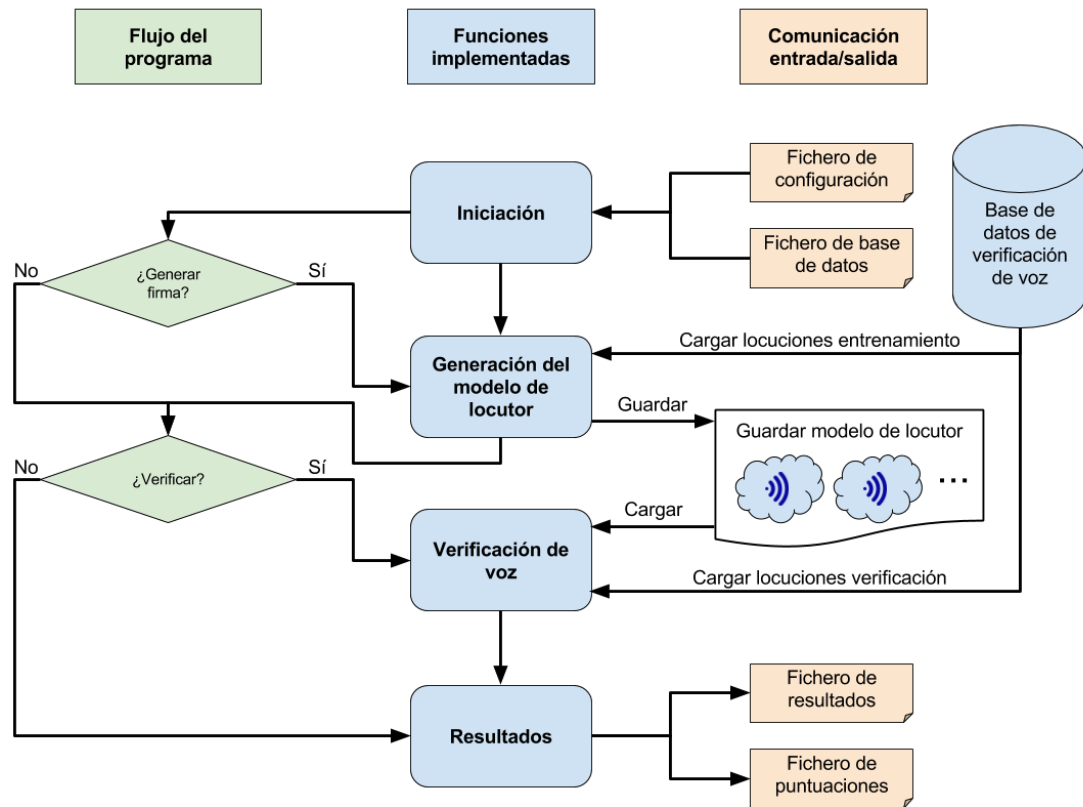 Flujo del
programa
Funciones
implementadas
Comunicación
entrada/salida
Fichero de
configuración
Iniciación
Base de
datos de
verificación
de voz
Fichero de base
de datos
No
¿Generar
firma?
Sí
Cargar locuciones entrenamiento
Generación del
modelo de
locutor
Guardar
Guardar modelo de locutor
...
No
¿Verificar?
Sí
Cargar
Verificación de
voz
Cargar locuciones verificación
Fichero de
resultados
Resultados
Fichero de
puntuaciones